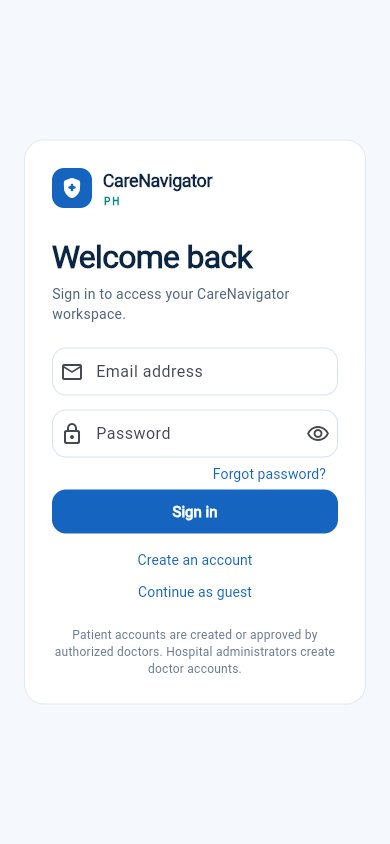 CareNavigator
PH
Welcome back
Sign in to access your CareNavigator
workspace.
Email address
Password
Forgot password?
Sign in
Create an account
Continue as guest
Patient accounts are created or approved by
authorized doctors. Hospital administrators create
doctor accounts.